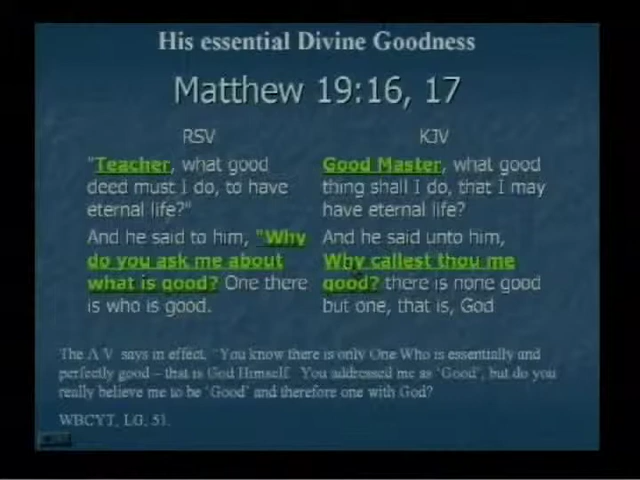 His essential Divine Goodness
Matthew 19:16, 17
RSV
"Teacher, what good
deed must I do, to have
eternal life?"
And he said to him, "Why
do you ask me about
what is good? One there
is who is good.
KJV
Good Master, what good
thing shall I do, that I may
have eternal life?
And he said unto him,
Why callest thou me
good? there is none good
but one, that is, God
The A V says in effect, "You know there is only One Who is essentially and
perfectly good – that is God Himself. You addressed me as 'Good', but do you
really believe me to be 'Good' and therefore one with God?
WBCYT, LG, 51.